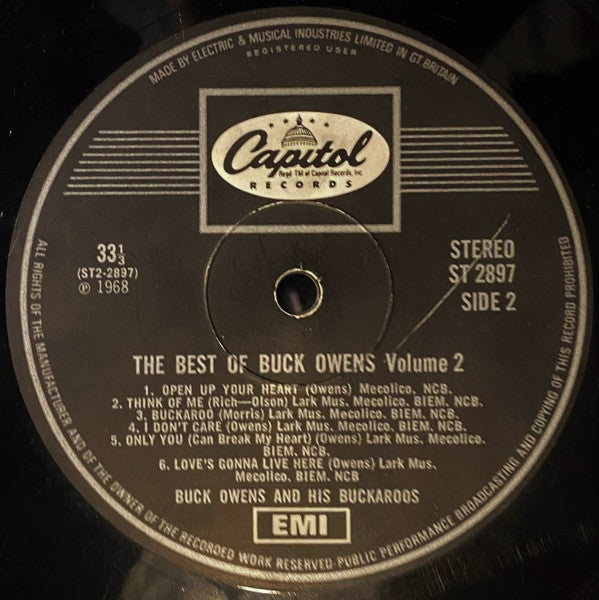 MADE BY ELECTRIC & MUSICAL INDUSTRIES LIMITED IN GT BRITAIN
REGISTERED USER
Capitol
Regd TM of Capitol Records, Inc
RECORDS
33 1/3
(ST2-2897)
℗ 1968
STEREO
ST 2897
SIDE 2
THE BEST OF BUCK OWENS Volume 2
1. OPEN UP YOUR HEART (Owens) Mecolico. NCB.
2. THINK OF ME (Rich—Olson) Lark Mus. Mecolico. BIEM. NCB.
3. BUCKAROO (Morris) Lark Mus. Mecolico. BIEM. NCB.
4. I DON'T CARE (Owens) Lark Mus. Mecolico. BIEM. NCB.
5. ONLY YOU (Can Break My Heart) (Owens) Lark Mus. Mecolico.
BIEM. NCB.
6. LOVE'S GONNA LIVE HERE (Owens) Lark Mus.
Mecolico. BIEM. NCB
BUCK OWENS AND HIS BUCKAROOS
EMI
ALL RIGHTS OF THE MANUFACTURER AND OF THE OWNER OF THE RECORDED WORK RESERVED·PUBLIC PERFORMANCE BROADCASTING AND COPYING OF THIS RECORD PROHIBITED